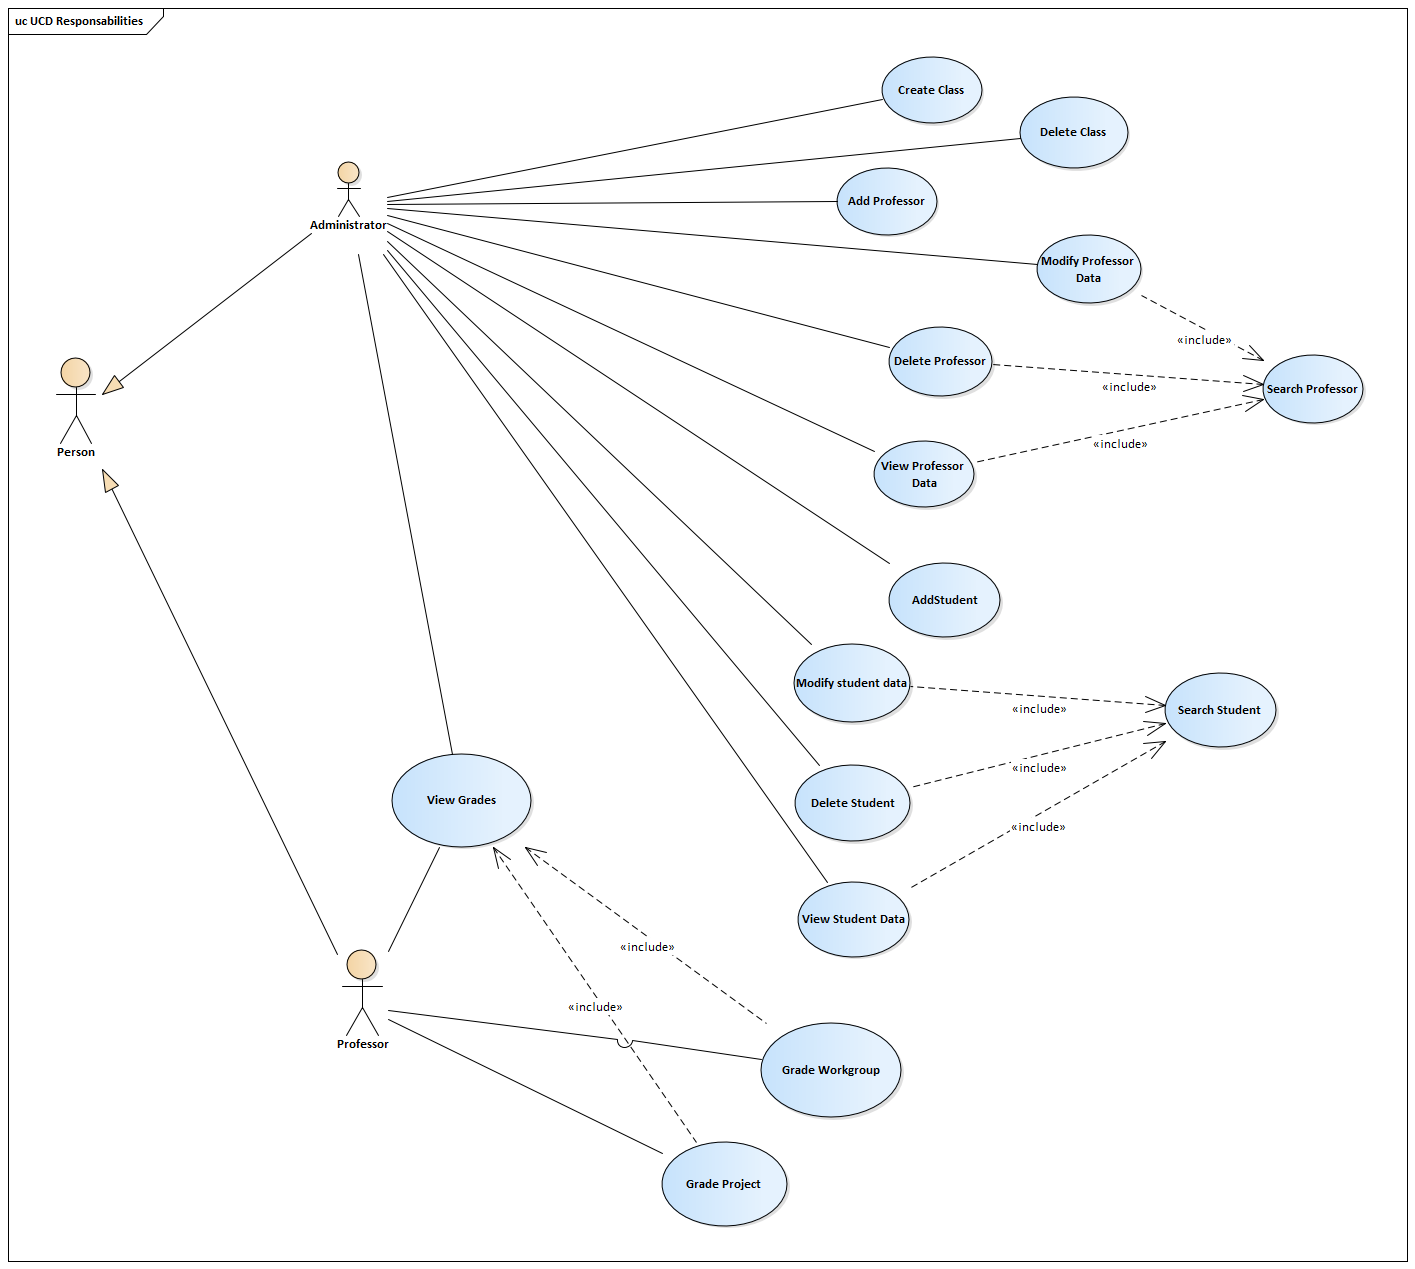 uc UCD Responsabilities
Create Class
Delete Class
Administrator
Add Professor
Modify Professor
Data
«include»
Delete Professor
«include»
Search Professor
Person
«include»
View Professor
Data
AddStudent
Modify student data
«include»
Search Student
«include»
View Grades
Delete Student
«include»
View Student Data
«include»
«include»
Professor
Grade Workgroup
Grade Project